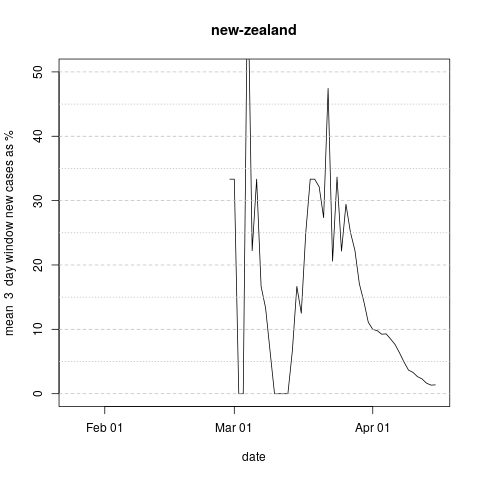 new-zealand
mean 3 day window new cases as %
50
40
30
20
10
0
Feb 01
Mar 01
Apr 01
date